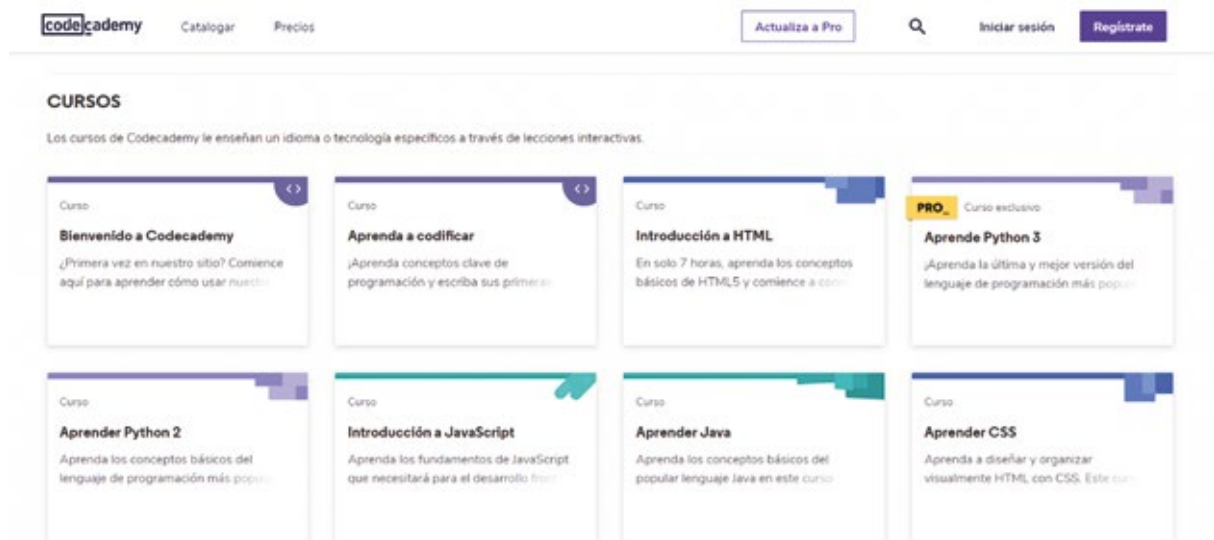 codecademy Catalogar Precios Actualiza a Pro Iniciar sesión Regístrate
CURSOS
Los cursos de Codecademy le enseñan un idioma o tecnología específicos a través de lecciones interactivas.
Curso
Bienvenido a Codecademy
¿Primera vez en nuestro sitio? Comience
aquí para aprender cómo usar
Curso
Aprenda a codificar
¡Aprenda conceptos clave de
programación y escriba sus primeras
Curso
Introducción a HTML
En solo 7 horas, aprenda los conceptos
básicos de HTML5 y comience a
PRO_ Curso exclusivo
Aprende Python 3
¡Aprenda la última y mejor versión del
lenguaje de programación más
Curso
Aprender Python 2
Aprenda los conceptos básicos del
lenguaje de programación más
Curso
Introducción a JavaScript
Aprenda los fundamentos de JavaScript
que necesitará para el desarrollo
Curso
Aprender Java
Aprenda los conceptos básicos del
popular lenguaje Java en este curso
Curso
Aprender CSS
Aprenda a diseñar y organizar
visualmente HTML con CSS. Este